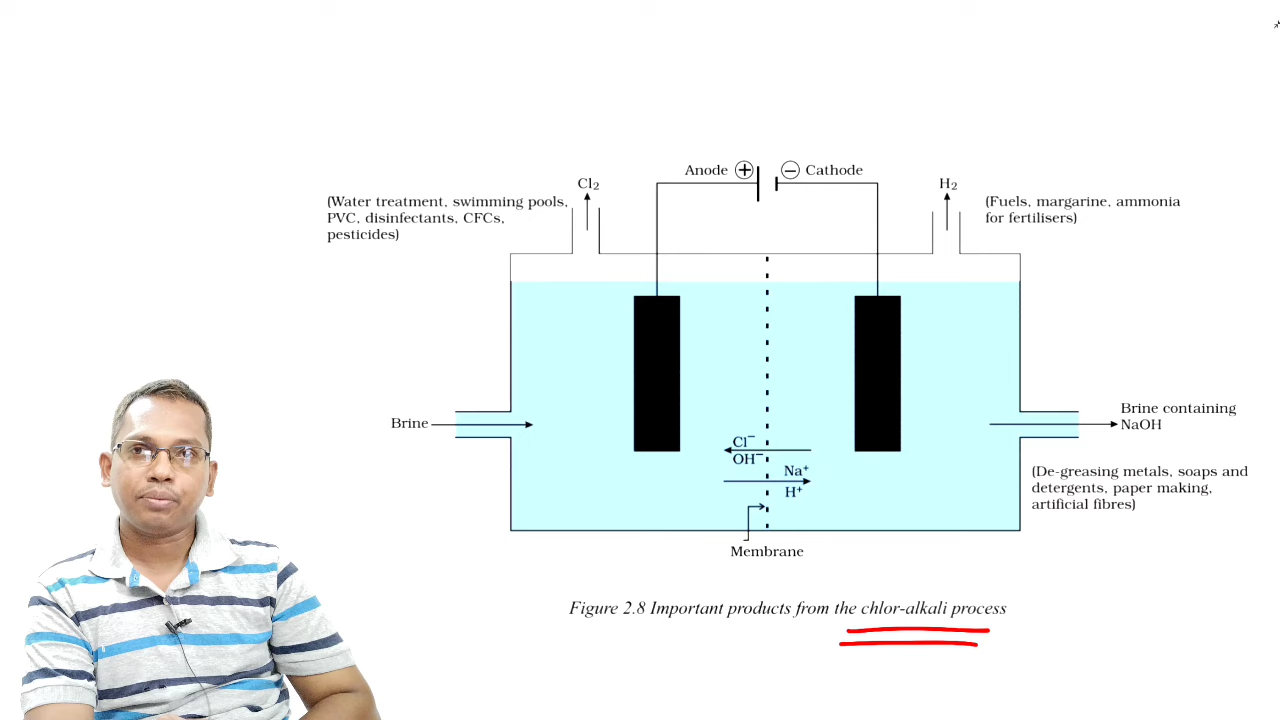 Anode + − Cathode
Cl₂
H₂
(Water treatment, swimming pools,
PVC, disinfectants, CFCs,
pesticides)
(Fuels, margarine, ammonia
for fertilisers)
Brine
Brine containing
NaOH
Cl⁻
OH⁻
Na⁺
H⁺
(De-greasing metals, soaps and
detergents, paper making,
artificial fibres)
Membrane
Figure 2.8 Important products from the chlor-alkali process